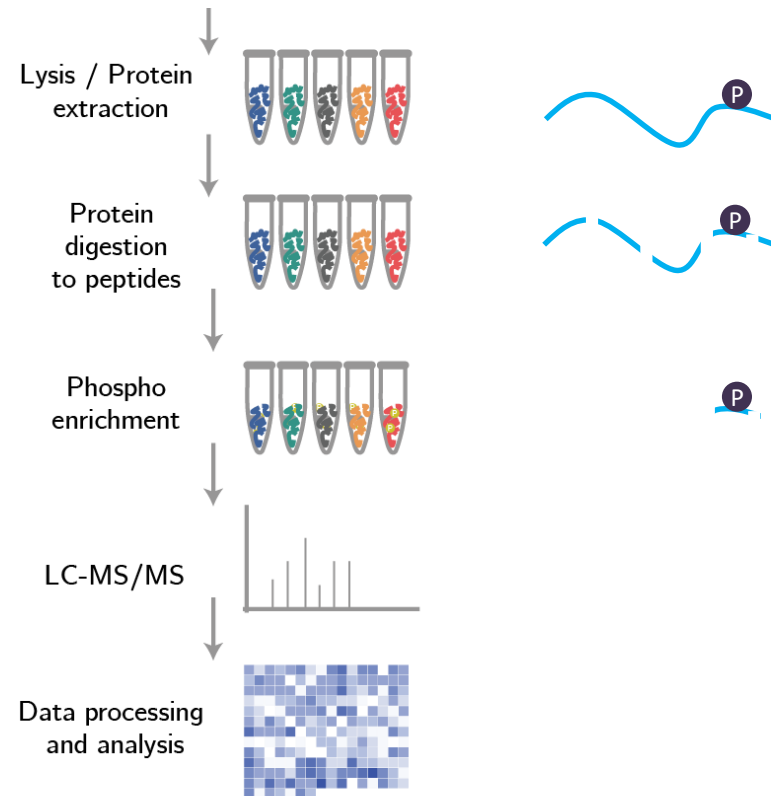 Lysis / Protein
extraction
P
Protein
digestion
to peptides
P
Phospho
enrichment
P
LC-MS/MS
Data processing
and analysis